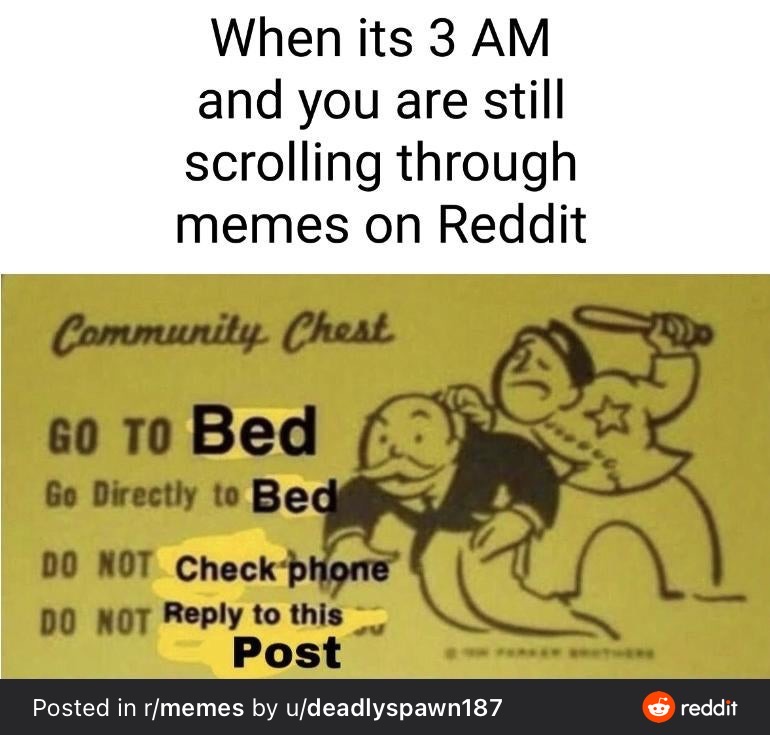 When its 3 AM
and you are still
scrolling through
memes on Reddit
Community Chest
GO TO Bed
Go Directly to Bed
DO NOT Check phone
DO NOT Reply to this
Post
PARKER BROTHERS
Posted in r/memes by u/deadlyspawn187
reddit